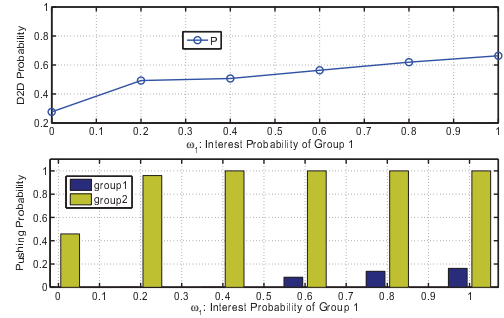 1
0.8
0.6
0.4
0.2
D2D Probability
P
0 0.1 0.2 0.3 0.4 0.5 0.6 0.7 0.8 0.9 1
ω1: Interest Probability of Group 1
1
0.8
0.6
0.4
0.2
0
Pushing Probability
group1
group2
0 0.1 0.2 0.3 0.4 0.5 0.6 0.7 0.8 0.9 1
ω1: Interest Probability of Group 1